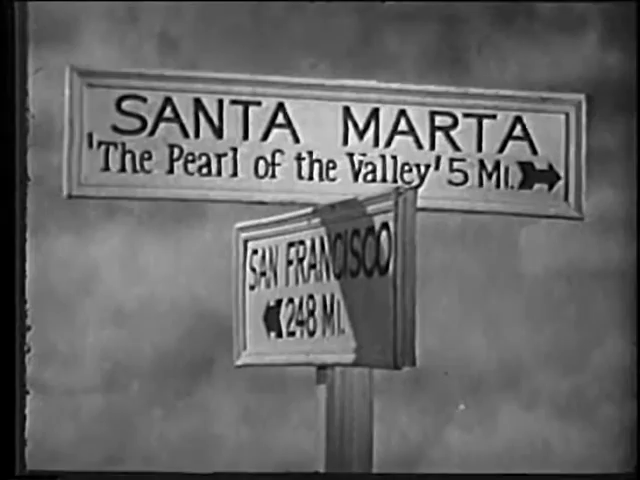 SANTA MARTA
'The Pearl of the Valley' 5 MI.
SAN FRANCISCO
248 MI.